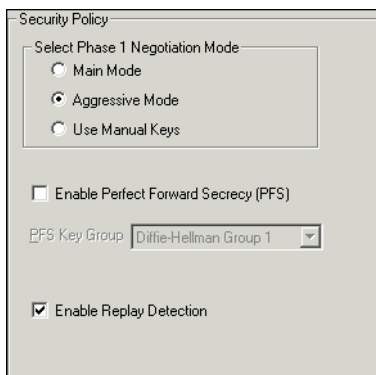 Security Policy
Select Phase 1 Negotiation Mode
Main Mode
Aggressive Mode
Use Manual Keys
Enable Perfect Forward Secrecy (PFS)
PFS Key Group Diffie-Hellman Group 1
Enable Replay Detection